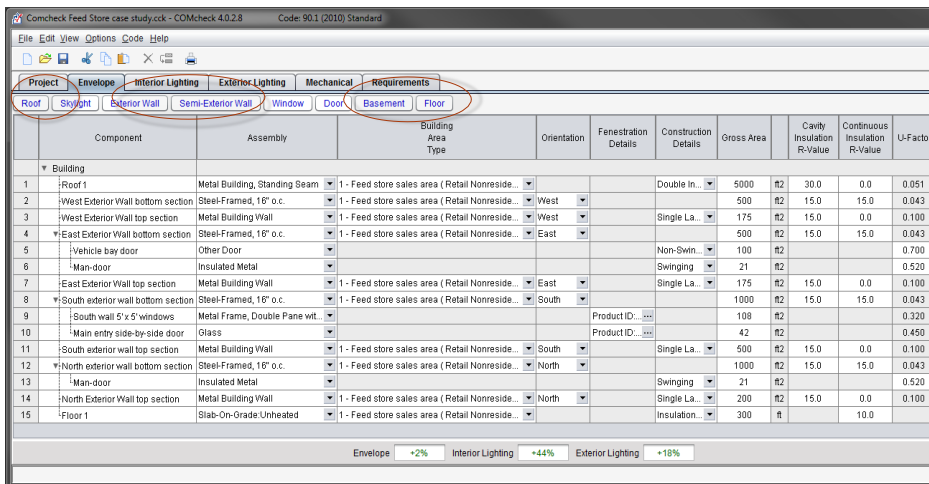 Comcheck Feed Store case study.cck - COMcheck 4.0.2.8 Code: 90.1 (2010) Standard
File Edit View Options Code Help
Project Envelope Interior Lighting Exterior Lighting Mechanical Requirements
Roof Skylight Exterior Wall Semi-Exterior Wall Window Door Basement Floor
Component Assembly Building Area Type Orientation Fenestration Details Construction Details Gross Area Cavity Insulation R-Value Continuous Insulation R-Value U-Facto
Building
1 Roof 1 Metal Building, Standing Seam 1 - Feed store sales area ( Retail Nonreside... Double In... 5000 ft2 30.0 0.0 0.051
2 West Exterior Wall bottom section Steel-Framed, 16" o.c. 1 - Feed store sales area ( Retail Nonreside... West 500 ft2 15.0 15.0 0.043
3 West Exterior Wall top section Metal Building Wall 1 - Feed store sales area ( Retail Nonreside... West Single La... 175 ft2 15.0 0.0 0.100
4 East Exterior Wall bottom section Steel-Framed, 16" o.c. 1 - Feed store sales area ( Retail Nonreside... East 500 ft2 15.0 15.0 0.043
5 Vehicle bay door Other Door Non-Swin... 100 ft2 0.700
6 Man-door Insulated Metal Swinging 21 ft2 0.520
7 East Exterior Wall top section Metal Building Wall 1 - Feed store sales area ( Retail Nonreside... East Single La... 175 ft2 15.0 0.0 0.100
8 South exterior wall bottom section Steel-Framed, 16" o.c. 1 - Feed store sales area ( Retail Nonreside... South 1000 ft2 15.0 15.0 0.043
9 South wall 5'x 5' windows Metal Frame, Double Pane wit... Product ID:... ... 108 ft2 0.320
10 Main entry side-by-side door Glass Product ID:... ... 42 ft2 0.450
11 South exterior wall top section Metal Building Wall 1 - Feed store sales area ( Retail Nonreside... South Single La... 500 ft2 15.0 0.0 0.100
12 North exterior wall bottom section Steel-Framed, 16" o.c. 1 - Feed store sales area ( Retail Nonreside... North 1000 ft2 15.0 15.0 0.043
13 Man-door Insulated Metal Swinging 21 ft2 0.520
14 North Exterior Wall top section Metal Building Wall 1 - Feed store sales area ( Retail Nonreside... North Single La... 200 ft2 15.0 0.0 0.100
15 Floor 1 Slab-On-Grade:Unheated 1 - Feed store sales area ( Retail Nonreside... Insulation... 300 ft 10.0
Envelope +2% Interior Lighting +44% Exterior Lighting +18%